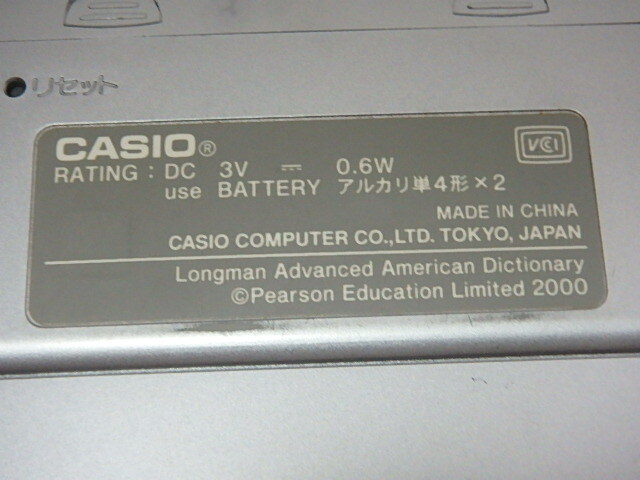 リセット
CASIO®
VCI
RATING : DC 3V ⎓ 0.6W
use BATTERY アルカリ単4形×2
MADE IN CHINA
CASIO COMPUTER CO.,LTD. TOKYO, JAPAN
Longman Advanced American Dictionary
©Pearson Education Limited 2000